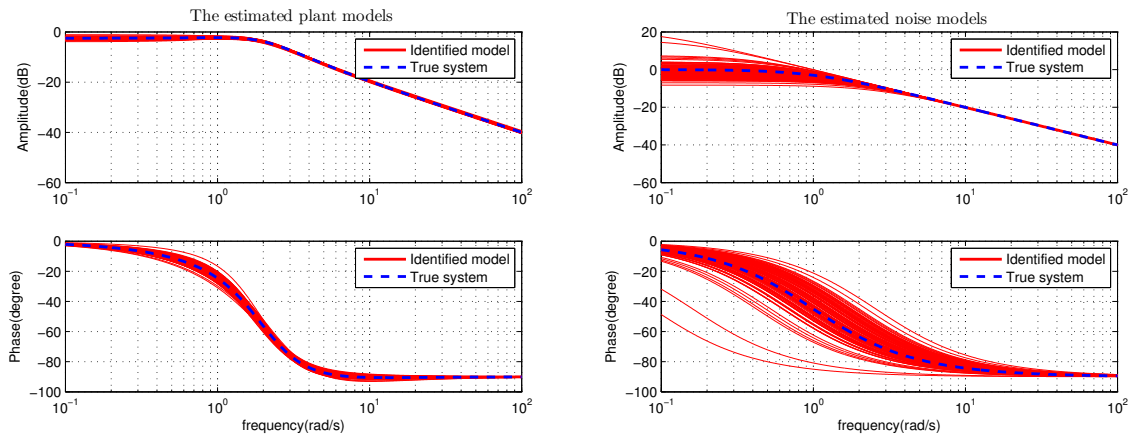 The estimated plant models
0
−20
−40
−60
Amplitude(dB)
Identified model
True system
10^-1
10^0
10^1
10^2
0
−20
−40
−60
−80
−100
Phase(degree)
Identified model
True system
10^-1
10^0
10^1
10^2
frequency(rad/s)
The estimated noise models
20
0
−20
−40
−60
Amplitude(dB)
Identified model
True system
10^-1
10^0
10^1
10^2
0
−20
−40
−60
−80
−100
Phase(degree)
Identified model
True system
10^-1
10^0
10^1
10^2
frequency(rad/s)